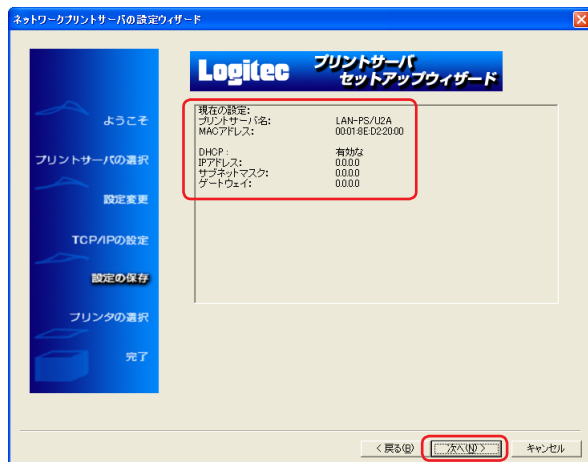 ネットワークプリントサーバの設定ウィザード
Logitec
プリントサーバ
セットアップウィザード
ようこそ
プリントサーバの選択
設定変更
TCP/IPの設定
設定の保存
プリンタの選択
完了
現在の設定:
プリントサーバ名: LAN-PS/U2A
MACアドレス: 00:01:8E:D2:20:00
DHCP: 有効な
IPアドレス: 0.0.0.0
サブネットマスク: 0.0.0.0
ゲートウェイ: 0.0.0.0
< 戻る(B)
次へ(N) >
キャンセル